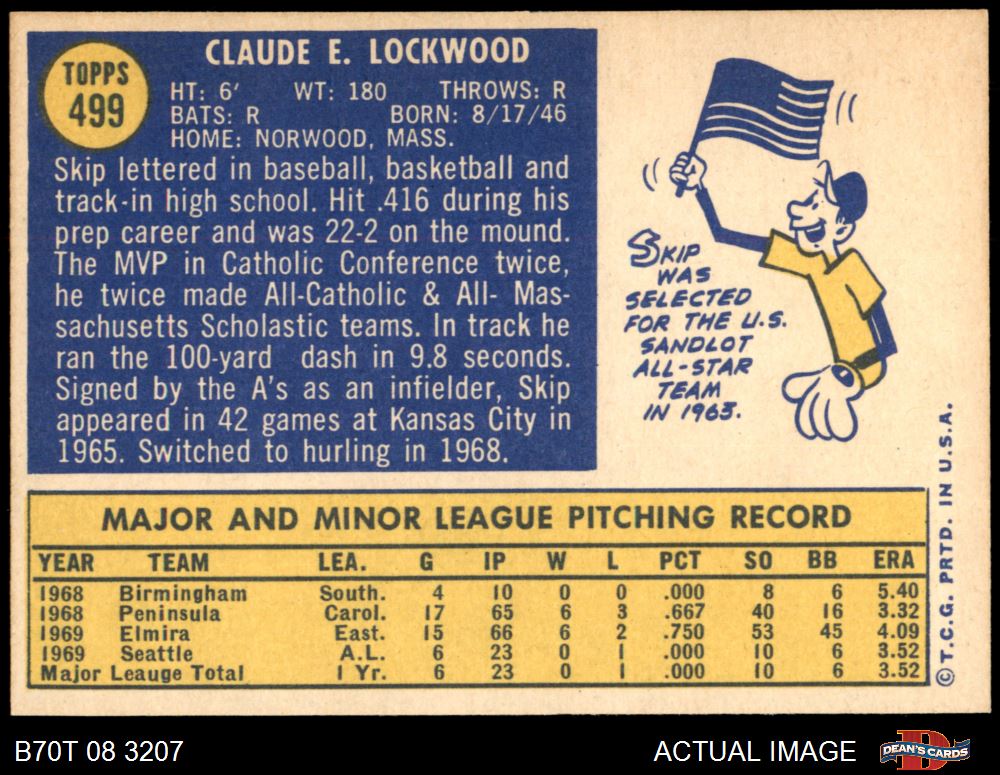 TOPPS
499
CLAUDE E. LOCKWOOD
HT: 6' WT: 180 THROWS: R
BATS: R BORN: 8/17/46
HOME: NORWOOD, MASS.
Skip lettered in baseball, basketball and
track-in high school. Hit .416 during his
prep career and was 22-2 on the mound.
The MVP in Catholic Conference twice,
he twice made All-Catholic & All- Mas-
sachusetts Scholastic teams. In track he
ran the 100-yard dash in 9.8 seconds.
Signed by the A's as an infielder, Skip
appeared in 42 games at Kansas City in
1965. Switched to hurling in 1968.
SKIP
WAS
SELECTED
FOR THE U.S.
SANDLOT
ALL-STAR
TEAM
IN 1963.
MAJOR AND MINOR LEAGUE PITCHING RECORD
YEAR TEAM LEA. G IP W L PCT SO BB ERA
1968 Birmingham South. 4 10 0 0 .000 8 6 5.40
1968 Peninsula Carol. 17 65 6 3 .667 40 16 3.32
1969 Elmira East. 15 66 6 2 .750 53 45 4.09
1969 Seattle A.L. 6 23 0 1 .000 10 6 3.52
Major Leauge Total 1 Yr. 6 23 0 1 .000 10 6 3.52
© T.C.G. PRTD. IN U.S.A.
B70T 08 3207
ACTUAL IMAGE
D
DEAN'S CARDS